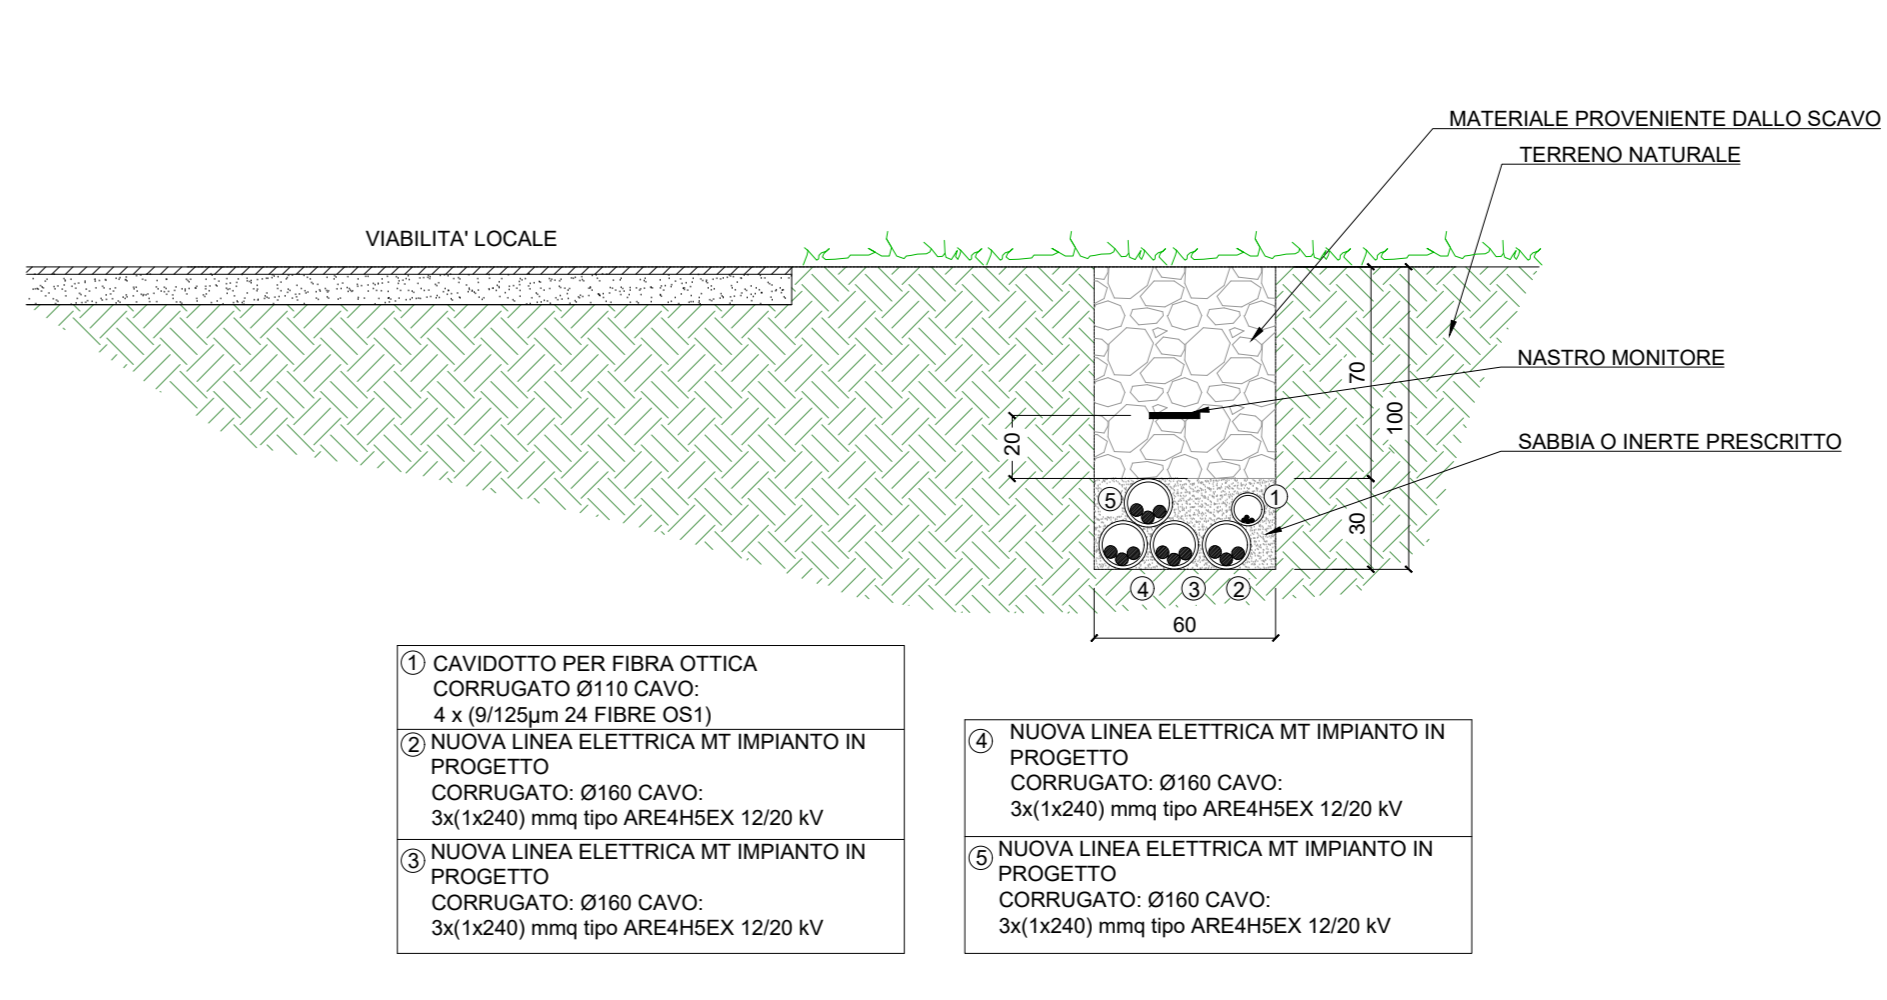 MATERIALE PROVENIENTE DALLO SCAVO
TERRENO NATURALE
VIABILITA' LOCALE
NASTRO MONITORE
70
100
20
SABBIA O INERTE PRESCRITTO
5
1
30
4
3
2
60
1 CAVIDOTTO PER FIBRA OTTICA
CORRUGATO Ø110 CAVO:
4 x (9/125µm 24 FIBRE OS1)
2 NUOVA LINEA ELETTRICA MT IMPIANTO IN
PROGETTO
CORRUGATO: Ø160 CAVO:
3x(1x240) mmq tipo ARE4H5EX 12/20 kV
3 NUOVA LINEA ELETTRICA MT IMPIANTO IN
PROGETTO
CORRUGATO: Ø160 CAVO:
3x(1x240) mmq tipo ARE4H5EX 12/20 kV
4 NUOVA LINEA ELETTRICA MT IMPIANTO IN
PROGETTO
CORRUGATO: Ø160 CAVO:
3x(1x240) mmq tipo ARE4H5EX 12/20 kV
5 NUOVA LINEA ELETTRICA MT IMPIANTO IN
PROGETTO
CORRUGATO: Ø160 CAVO:
3x(1x240) mmq tipo ARE4H5EX 12/20 kV